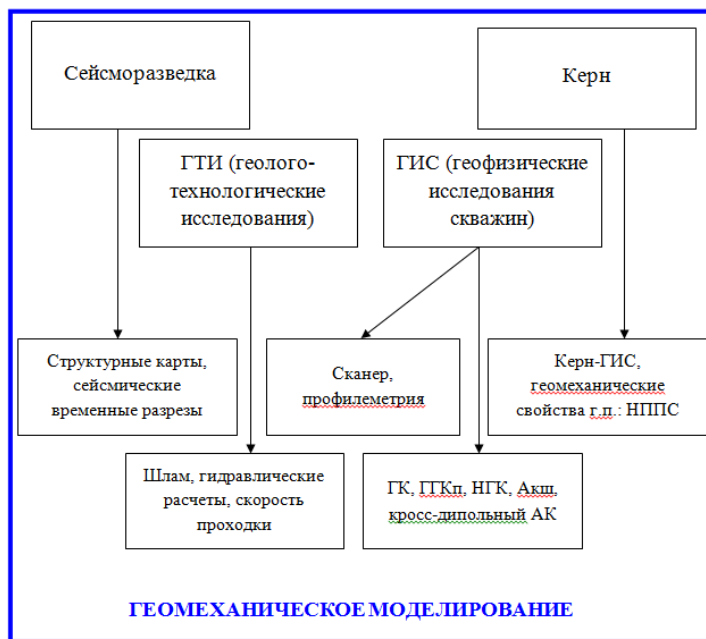 Сейсморазведка
Керн
ГТИ (геолого-
технологические
исследования)
ГИС (геофизические
исследования
скважин)
Структурные карты,
сейсмические
временные разрезы
Сканер,
профилеметрия
Керн-ГИС,
геомеханические
свойства г.п.: НППС
Шлам, гидравлические
расчеты, скорость
проходки
ГК, ГГКп, НГК, Акш,
кросс-дипольный АК
ГЕОМЕХАНИЧЕСКОЕ МОДЕЛИРОВАНИЕ